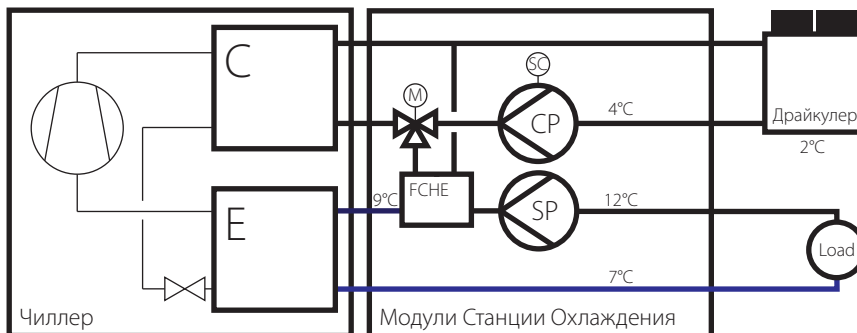 C
SC
M
CP
4°C
Драйкулер
2°C
FCHE
9°C
SP
12°C
E
Load
7°C
Чиллер
Модули Станции Охлаждения